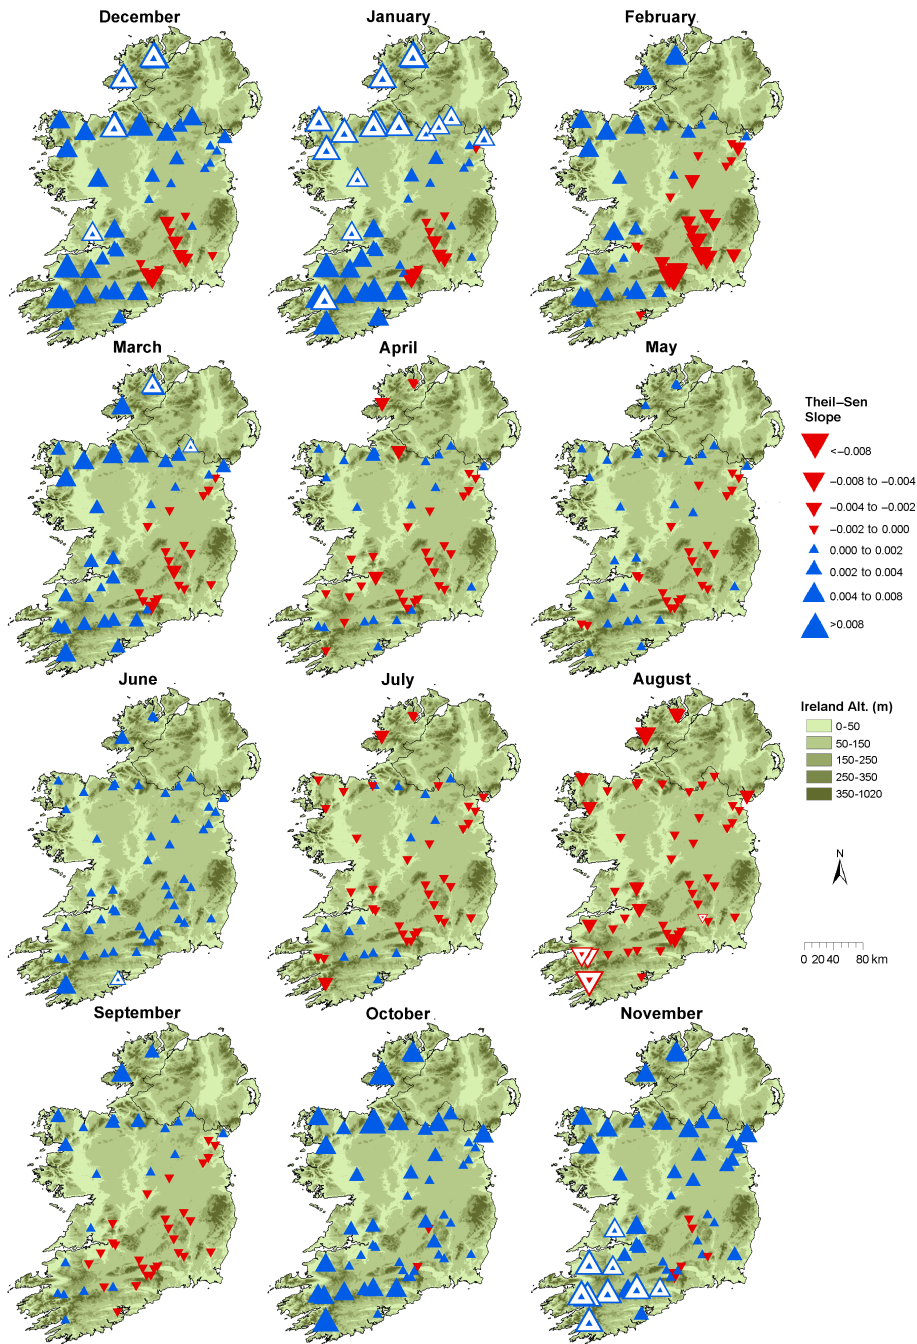 December
January
February
March
April
May
Theil–Sen
Slope
<–0.008
–0.008 to –0.004
–0.004 to –0.002
–0.002 to 0.000
0.000 to 0.002
0.002 to 0.004
0.004 to 0.008
>0.008
June
July
August
Ireland Alt. (m)
0-50
50-150
150-250
250-350
350-1020
N
0 20 40 80 km
September
October
November